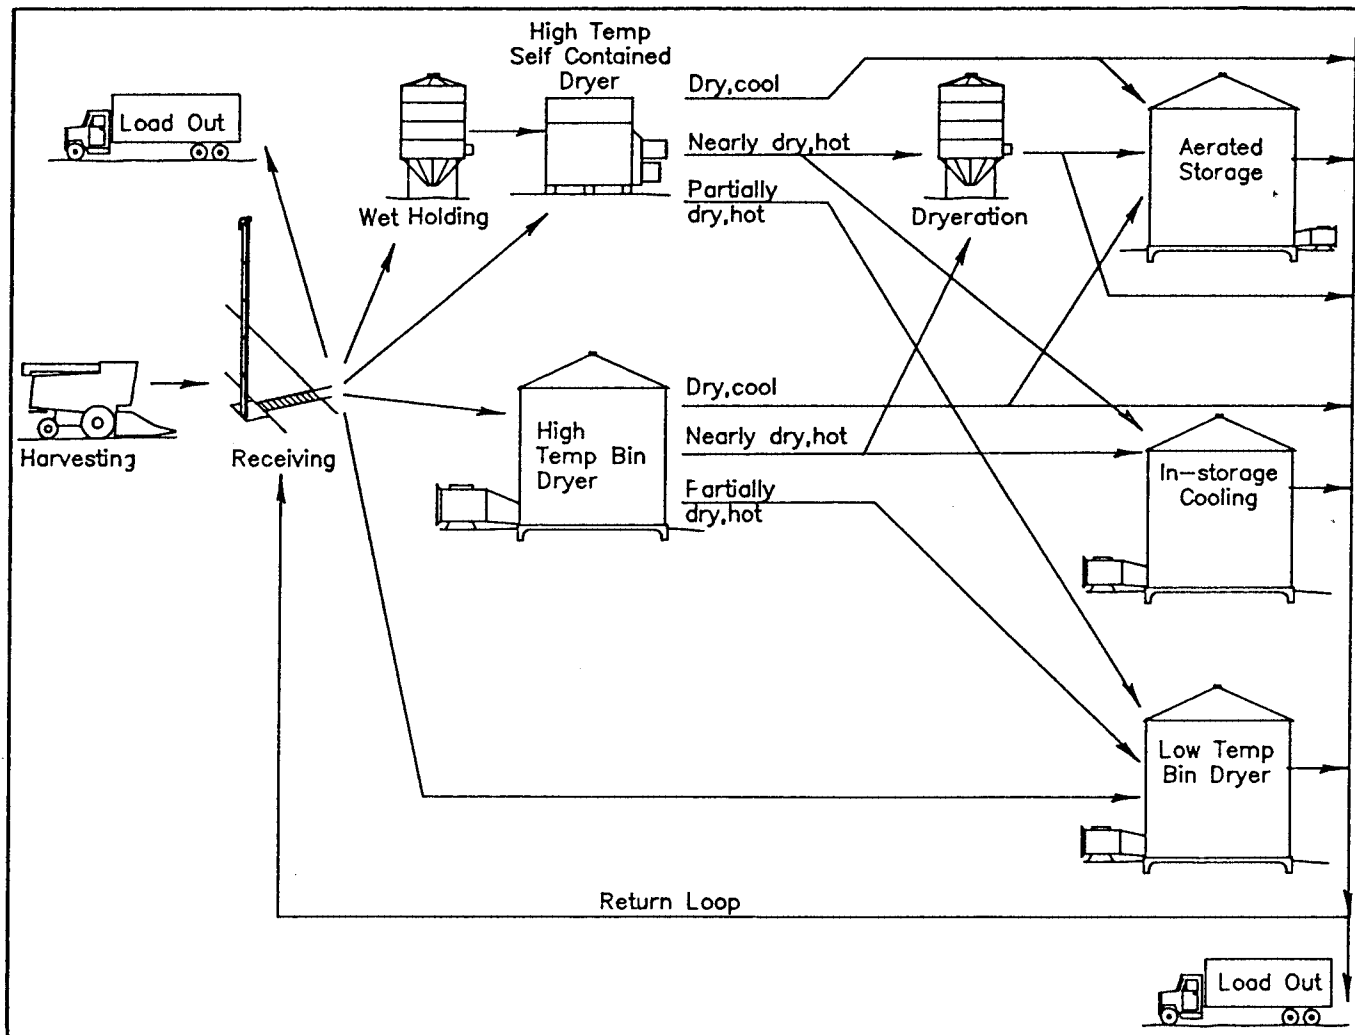 High Temp
Self Contained
Dryer
Load Out
Dry,cool
Nearly dry,hot
Partially
dry,hot
Aerated
Storage
Wet Holding
Dryeration
Dry,cool
High
Temp Bin
Dryer
Nearly dry,hot
Partially
dry,hot
Harvesting
Receiving
In-storage
Cooling
Low Temp
Bin Dryer
Return Loop
Load Out